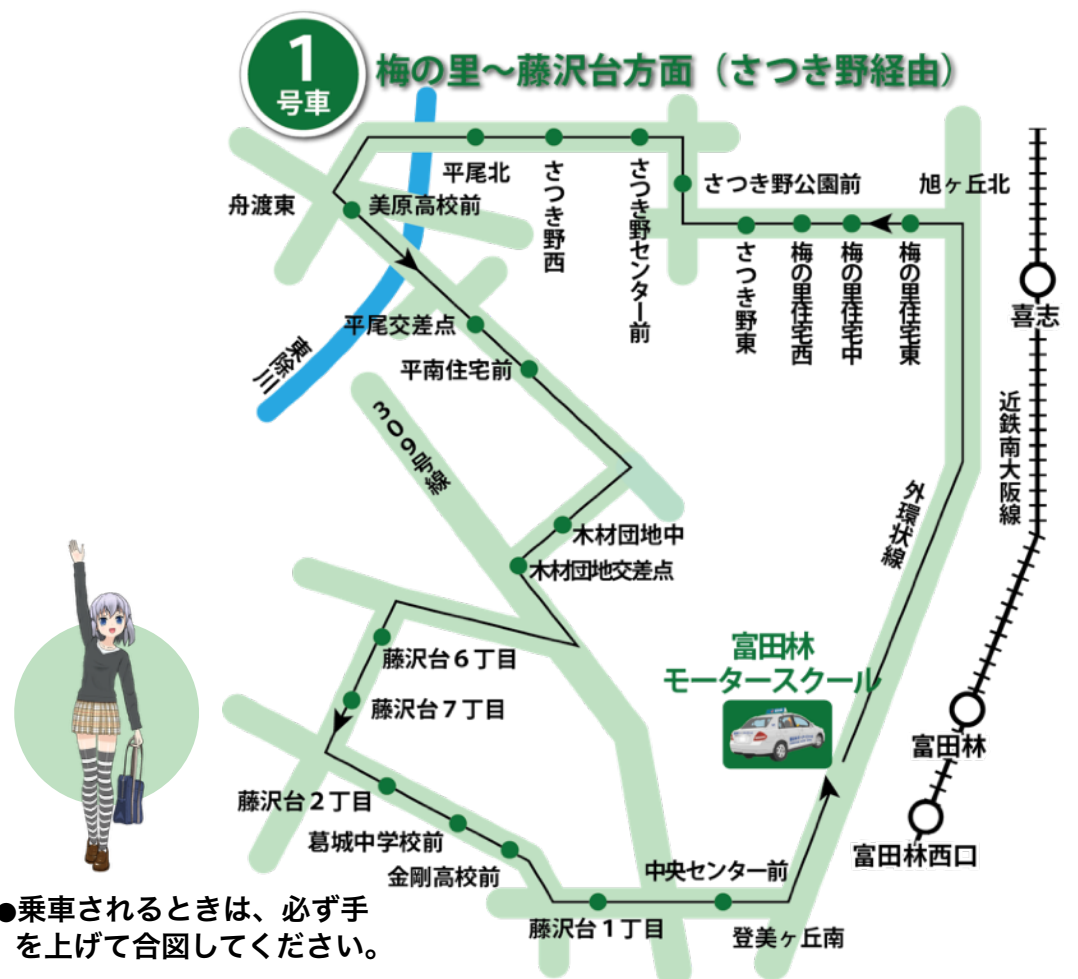 1
号車
梅の里～藤沢台方面（さつき野経由）
平尾北
さつき野西
さつき野センター前
さつき野公園前
旭ヶ丘北
舟渡東
美原高校前
さつき野東
梅の里住宅西
梅の里住宅中
梅の里住宅東
喜志
平尾交差点
東除川
平南住宅前
309号線
近鉄南大阪線
外環状線
木材団地中
木材団地交差点
富田林
モータースクール
藤沢台６丁目
藤沢台７丁目
富田林
藤沢台２丁目
葛城中学校前
金剛高校前
富田林西口
中央センター前
藤沢台１丁目
登美ヶ丘南
●乗車されるときは、必ず手
を上げて合図してください。